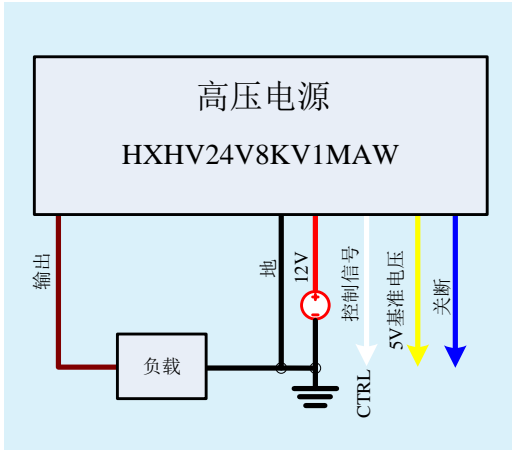 高压电源
HXHV24V8KV1MAW
输出
地
12V
控制信号
5V基准电压
关断
负载
CTRL